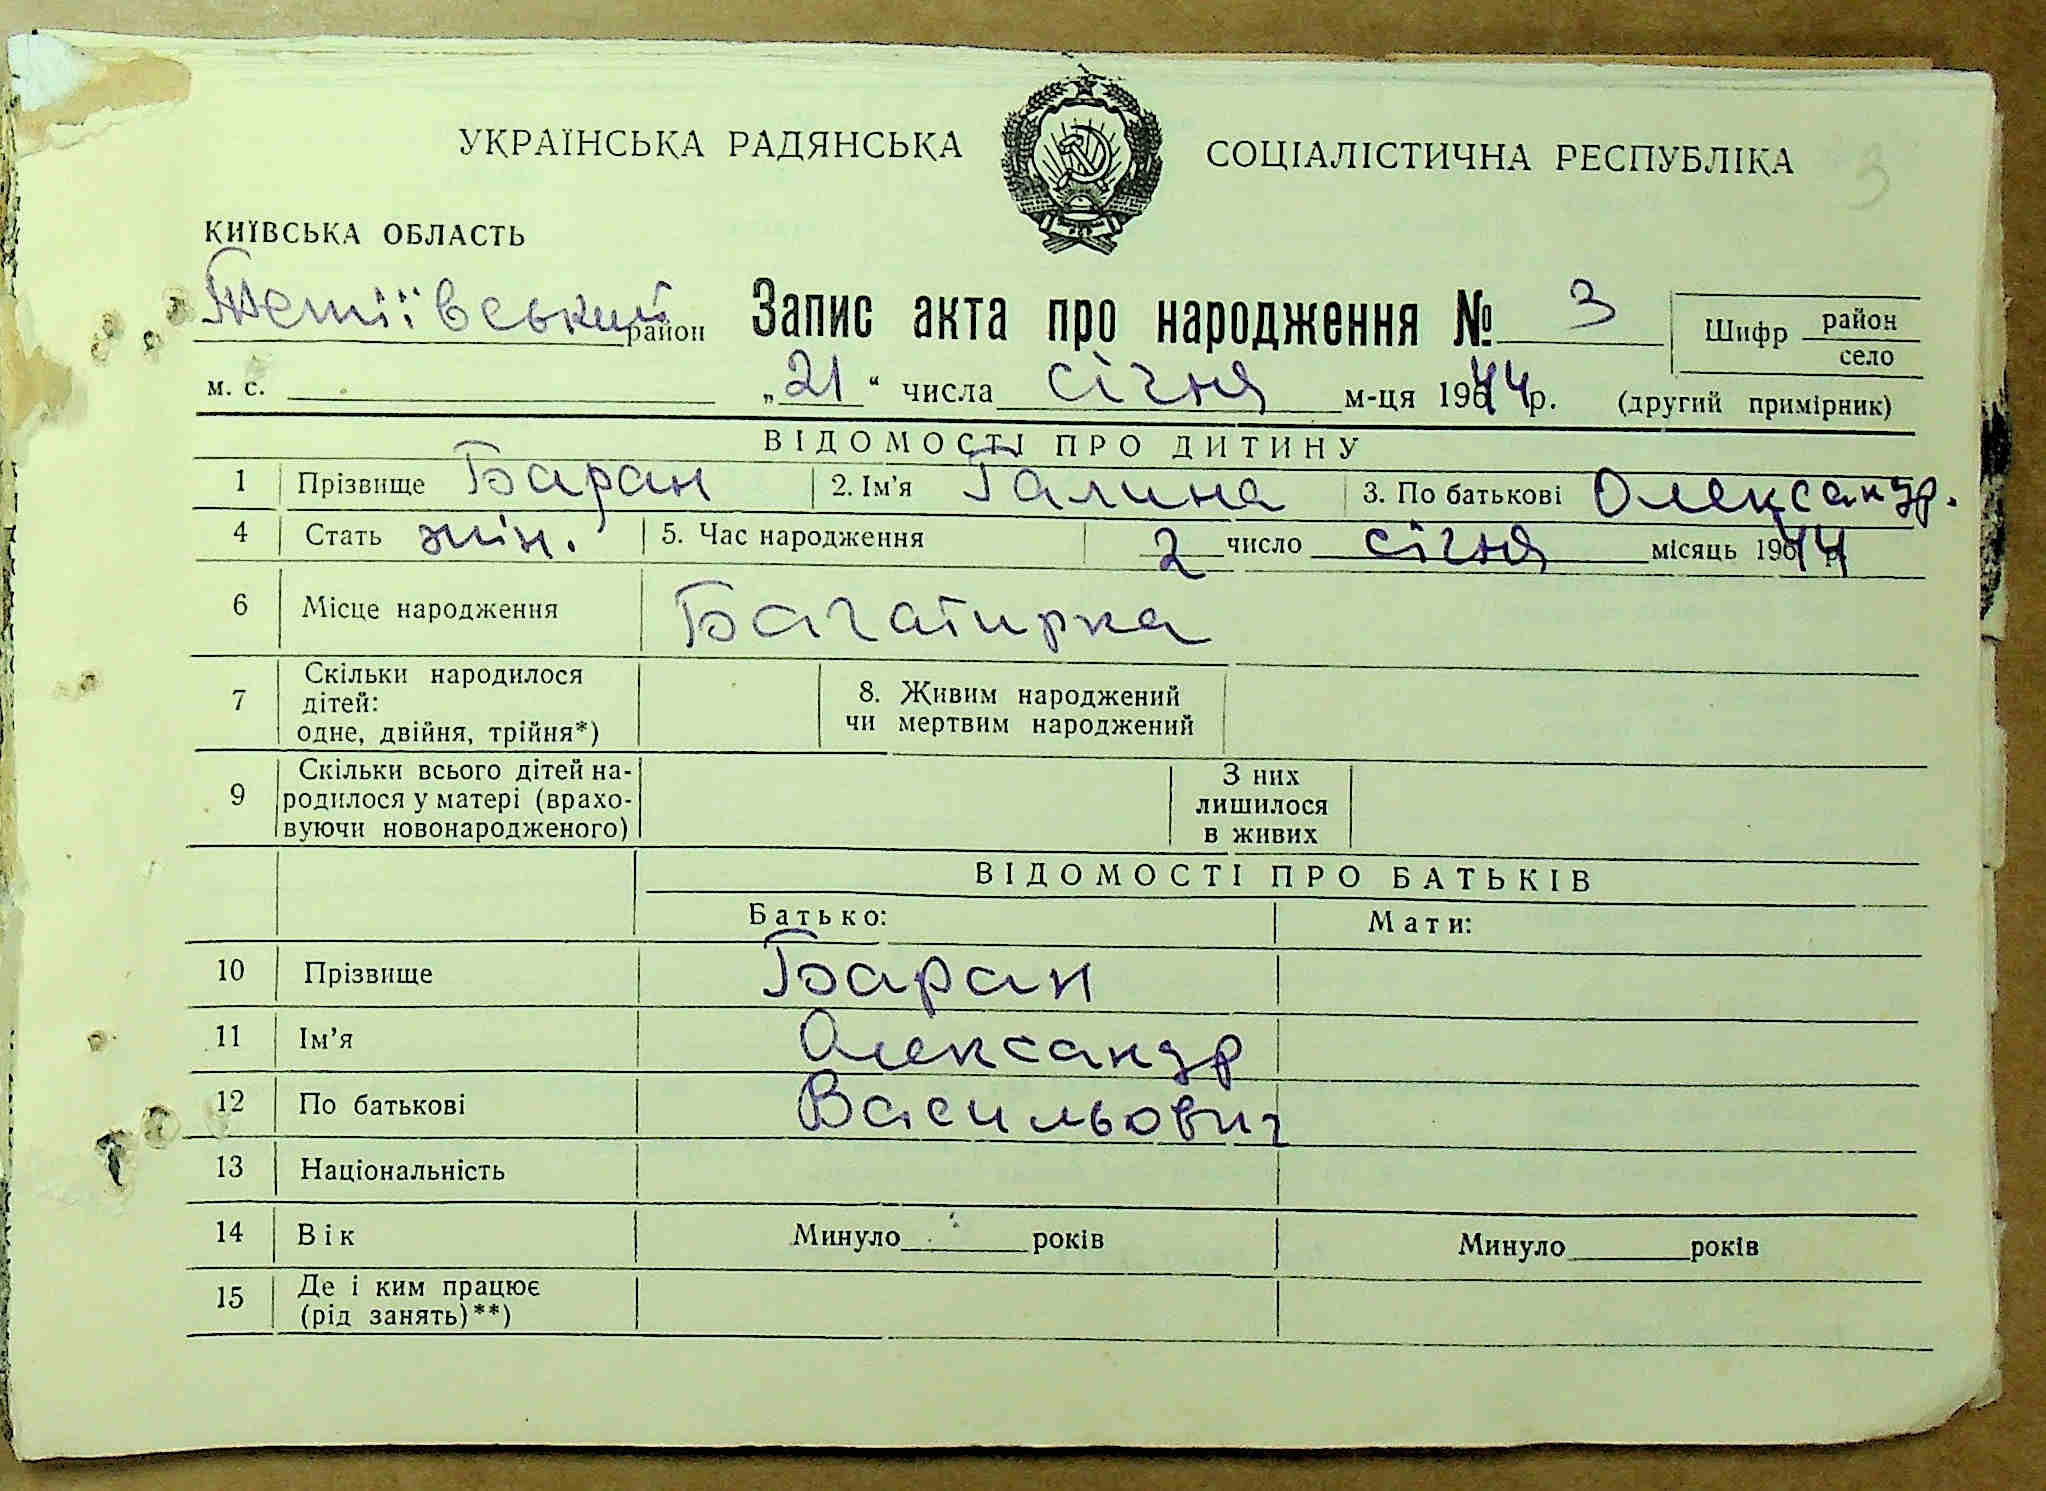 УКРАЇНСЬКА РАДЯНСЬКА СОЦІАЛІСТИЧНА РЕСПУБЛІКА 3
КИЇВСЬКА ОБЛАСТЬ
Тетіївський район Запис акта про народження № 3 Шифр район село
м. с. „21“ числа січня м-ця 1944 р. (другий примірник)
ВІДОМОСТІ ПРО ДИТИНУ
1 Прізвище Баран 2. Ім'я Галина 3. По батькові Олександр.
4 Стать жін. 5. Час народження 2 число січня місяць 1944 р.
6 Місце народження Багатирка
7 Скільки народилося дітей: одне, двійня, трійня*) 8. Живим народжений чи мертвим народжений
9 Скільки всього дітей народилося у матері (враховуючи новонародженого) З них лишилося в живих
ВІДОМОСТІ ПРО БАТЬКІВ
Батько: Мати:
10 Прізвище Баран
11 Ім'я Олександр
12 По батькові Васильович
13 Національність
14 Вік Минуло років Минуло років
15 Де і ким працює (рід занять)**)